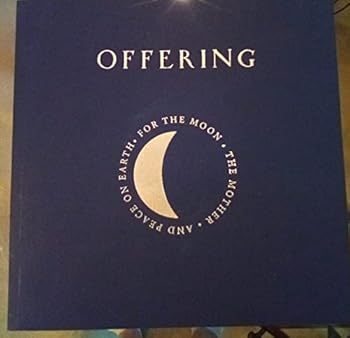 OFFERING
FOR THE MOON • THE MOTHER • AND PEACE ON EARTH •